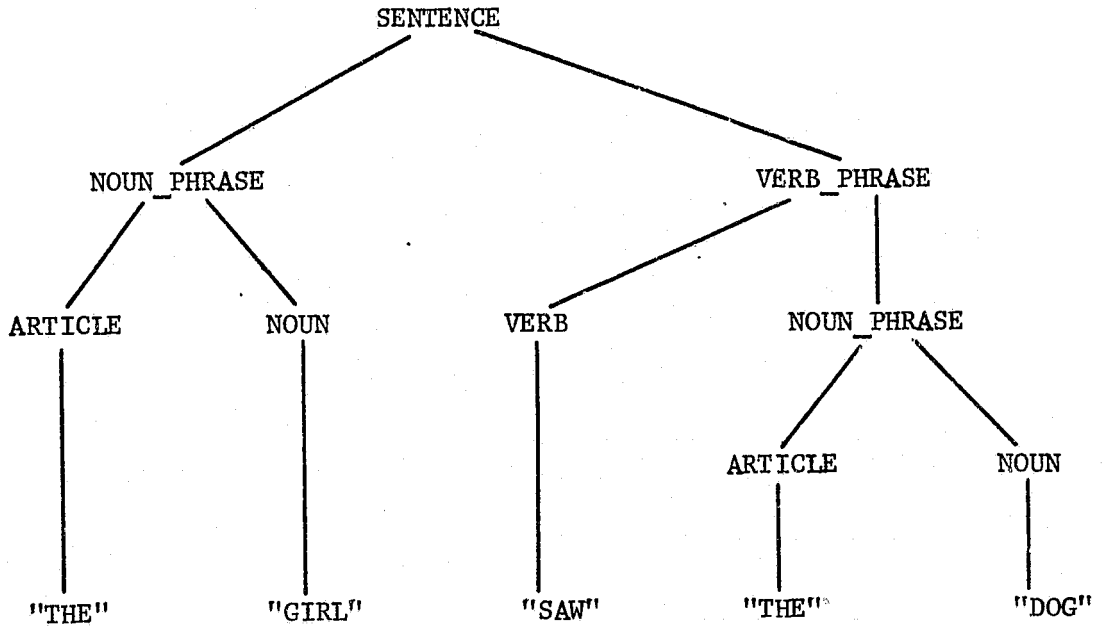 SENTENCE
NOUN_PHRASE VERB_PHRASE
ARTICLE NOUN VERB NOUN_PHRASE
ARTICLE NOUN
"THE" "GIRL" "SAW" "THE" "DOG"